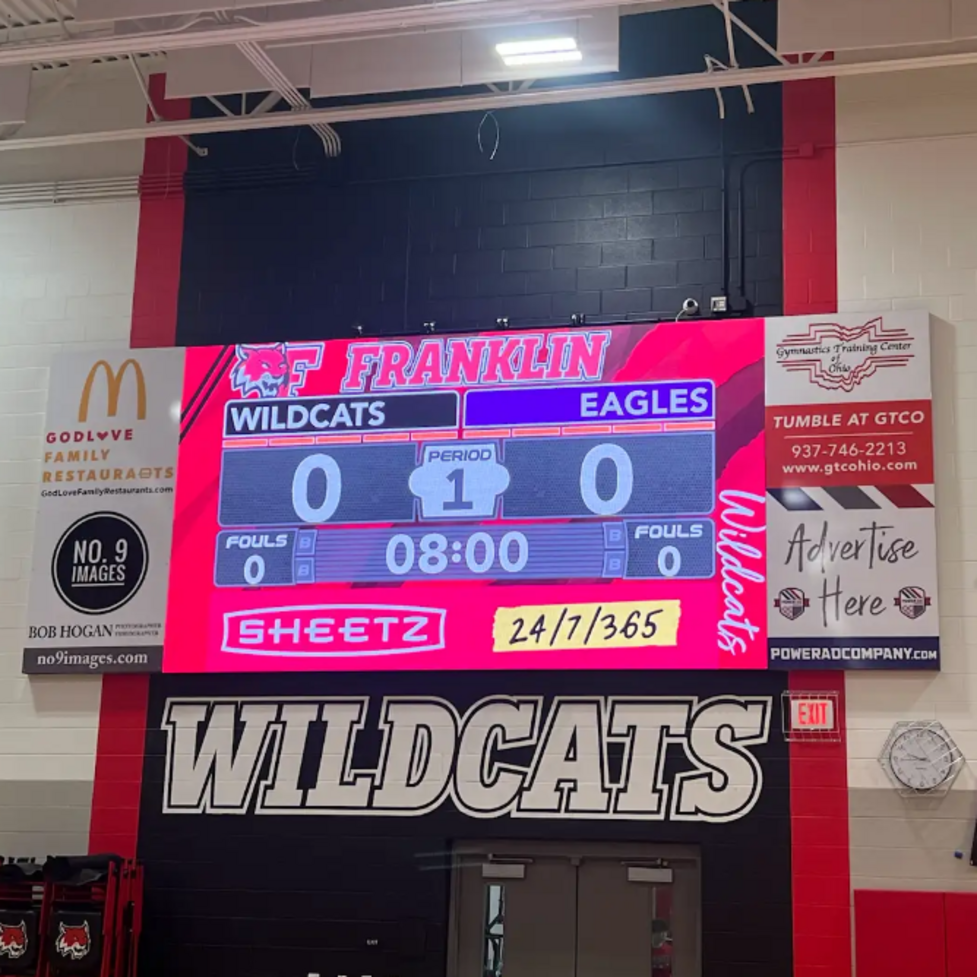 F FRANKLIN
WILDCATS
EAGLES
0
PERIOD
1
0
FOULS
0
B
B
08:00
B
B
FOULS
0
SHEETZ
24/7/365
Wildcats
GODLOVE
FAMILY
RESTAURANTS
GodLoveFamilyRestaurants.com
NO. 9
IMAGES
BOB HOGAN
no9images.com
Gymnastics Training Center
of
Ohio
TUMBLE AT GTCO
937-746-2213
www.gtcohio.com
Advertise
Here
POWERADCOMPANY.COM
WILDCATS
EXIT